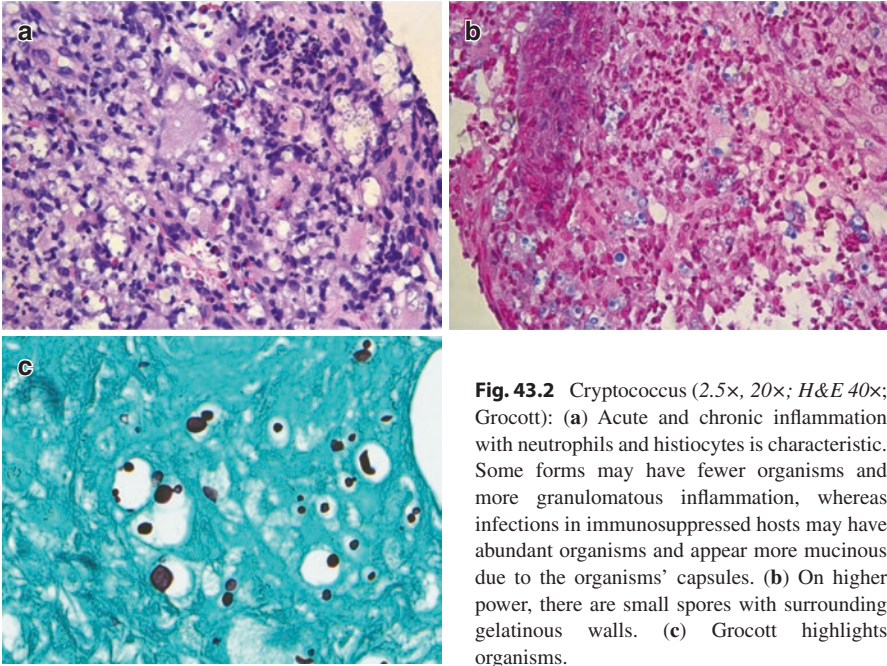 a
b
c
Fig. 43.2 Cryptococcus (2.5×, 20×; H&E 40×;
Grocott): (a) Acute and chronic inflammation
with neutrophils and histiocytes is characteristic.
Some forms may have fewer organisms and
more granulomatous inflammation, whereas
infections in immunosuppressed hosts may have
abundant organisms and appear more mucinous
due to the organisms' capsules. (b) On higher
power, there are small spores with surrounding
gelatinous walls. (c) Grocott highlights
organisms.